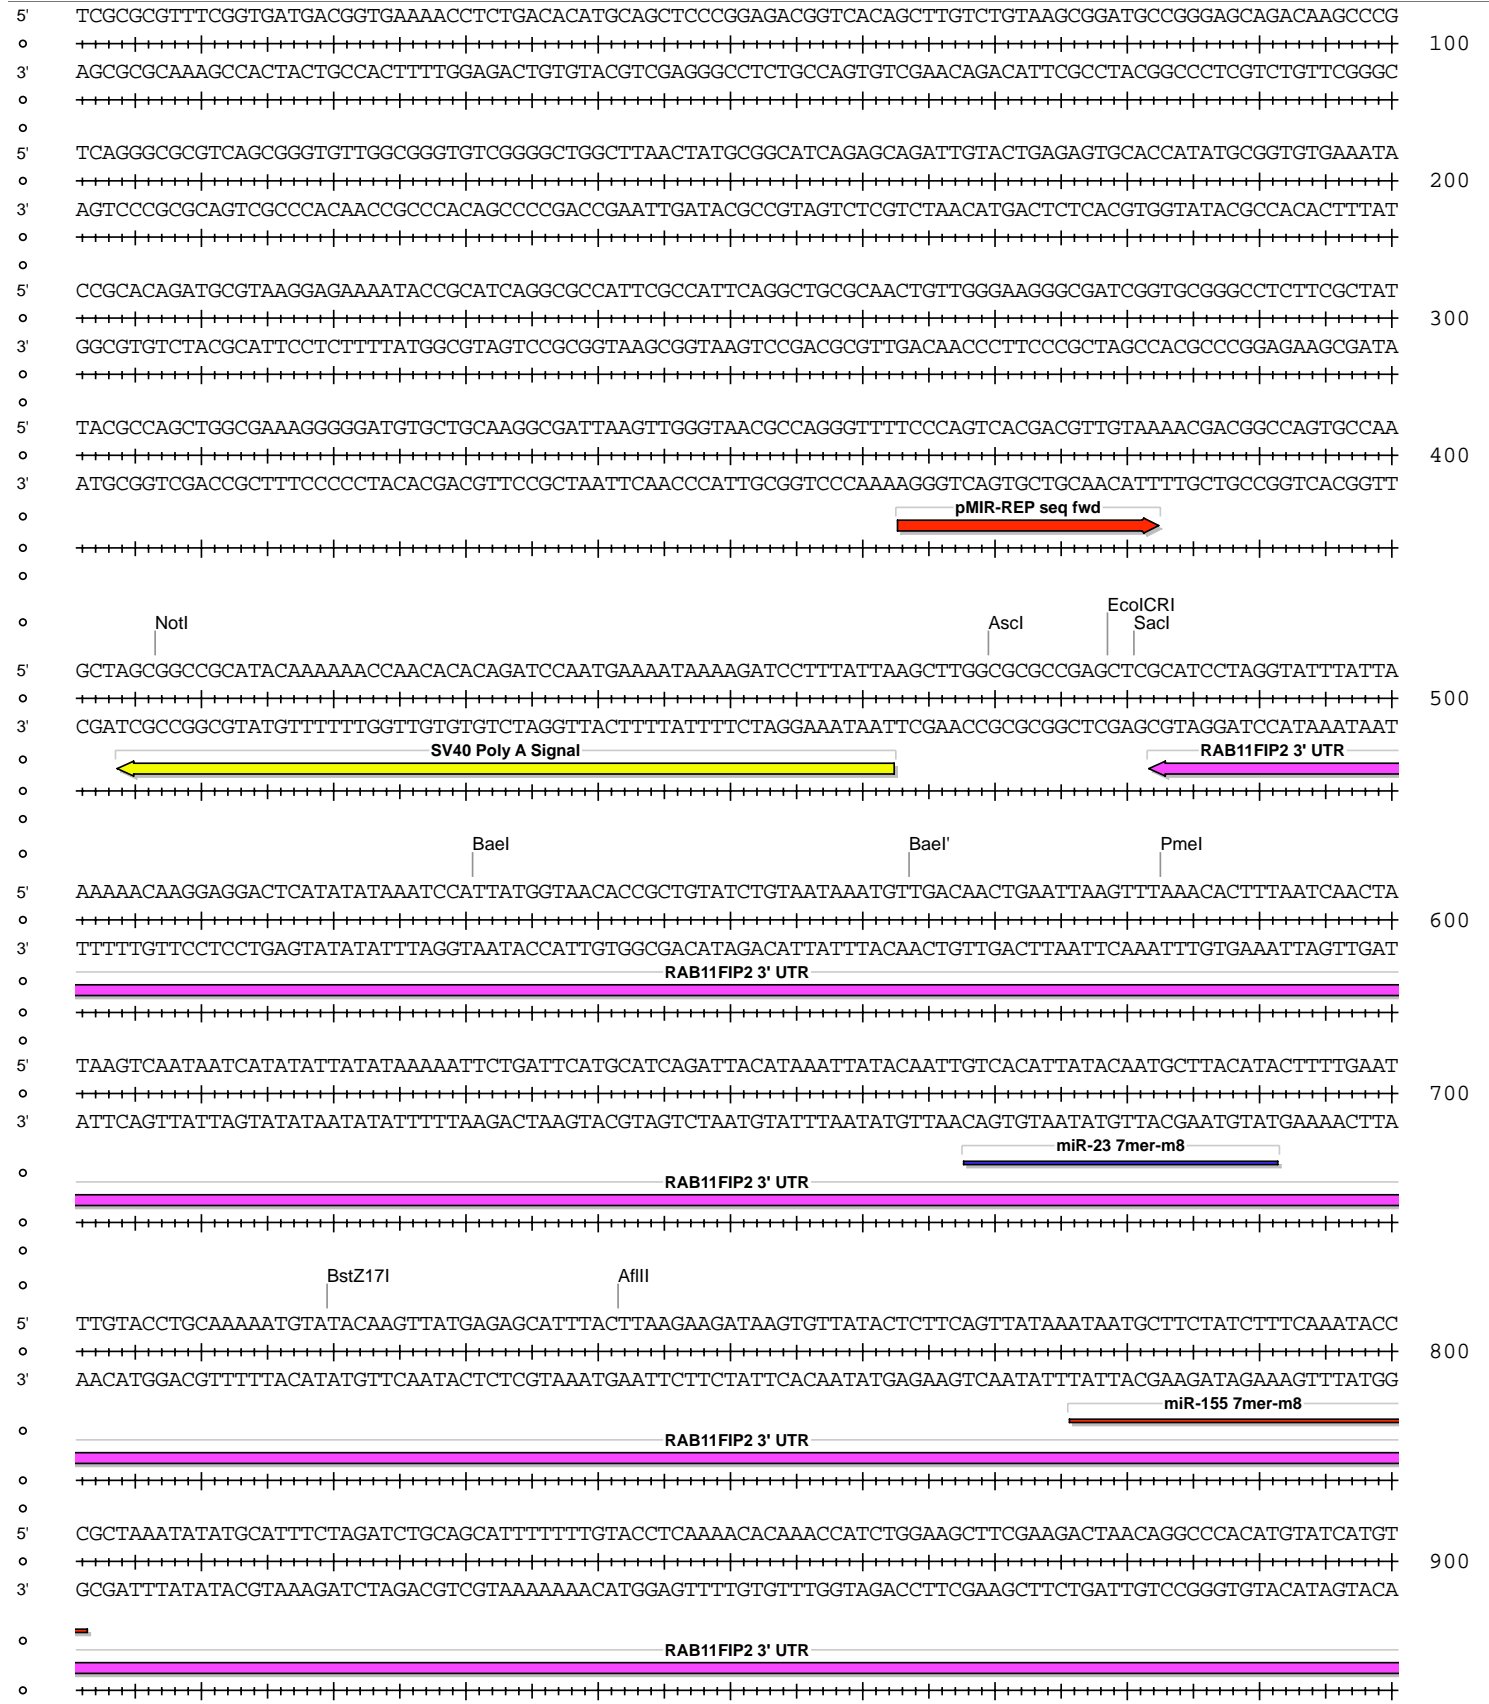 5' TCGCGCGTTTCGGTGATGACGGTGAAAACCTCTGACACATGCAGCTCCCGGAGACGGTCACAGCTTGTCTGTAAGCGGATGCCGGGAGCAGACAAGCCCG
100
3' AGCGCGCAAAGCCACTACTGCCACTTTTGGAGACTGTGTACGTCGAGGGCCTCTGCCAGTGTCGAACAGACATTCGCCTACGGCCCTCGTCTGTTCGGGC
5' TCAGGGCGCGTCAGCGGGTGTTGGCGGGTGTCGGGGCTGGCTTAACTATGCGGCATCAGAGCAGATTGTACTGAGAGTGCACCATATGCGGTGTGAAATA
200
3' AGTCCCGCGCAGTCGCCCACAACCGCCCACAGCCCCGACCGAATTGATACGCCGTAGTCTCGTCTAACATGACTCTCACGTGGTATACGCCACACTTTAT
5' CCGCACAGATGCGTAAGGAGAAAATACCGCATCAGGCGCCATTCGCCATTCAGGCTGCGCAACTGTTGGGAAGGGCGATCGGTGCGGGCCTCTTCGCTAT
300
3' GGCGTGTCTACGCATTCCTCTTTTATGGCGTAGTCCGCGGTAAGCGGTAAGTCCGACGCGTTGACAACCCTTCCCGCTAGCCACGCCCGGAGAAGCGATA
5' TACGCCAGCTGGCGAAAGGGGGATGTGCTGCAAGGCGATTAAGTTGGGTAACGCCAGGGTTTTCCCAGTCACGACGTTGTAAAACGACGGCCAGTGCCAA
400
3' ATGCGGTCGACCGCTTTCCCCCTACACGACGTTCCGCTAATTCAACCCATTGCGGTCCCAAAAGGGTCAGTGCTGCAACATTTTGCTGCCGGTCACGGTT
pMIR-REP seq fwd
NotI AscI EcoICRI SacI
5' GCTAGCGGCCGCATACAAAAAACCAACACACAGATCCAATGAAAATAAAAGATCCTTTATTAAGCTTGGCGCGCCGAGCTCGCATCCTAGGTATTTATTA
500
3' CGATCGCCGGCGTATGTTTTTTGGTTGTGTGTCTAGGTTACTTTTATTTTCTAGGAAATAATTCGAACCGCGCGGCTCGAGCGTAGGATCCATAAATAAT
SV40 Poly A Signal RAB11FIP2 3' UTR
BaeI BaeI' PmeI
5' AAAAACAAGGAGGACTCATATATAAATCCATTATGGTAACACCGCTGTATCTGTAATAAATGTTGACAACTGAATTAAGTTTAAACACTTTAATCAACTA
600
3' TTTTTGTTCCTCCTGAGTATATATTTAGGTAATACCATTGTGGCGACATAGACATTATTTACAACTGTTGACTTAATTCAAATTTGTGAAATTAGTTGAT
RAB11FIP2 3' UTR
5' TAAGTCAATAATCATATATTATATAAAAATTCTGATTCATGCATCAGATTACATAAATTATACAATTGTCACATTATACAATGCTTACATACTTTTGAAT
700
3' ATTCAGTTATTAGTATATAATATATTTTTAAGACTAAGTACGTAGTCTAATGTATTTAATATGTTAACAGTGTAATATGTTACGAATGTATGAAAACTTA
miR-23 7mer-m8
RAB11FIP2 3' UTR
BstZ17I AflII
5' TTGTACCTGCAAAAATGTATACAAGTTATGAGAGCATTTACTTAAGAAGATAAGTGTTATACTCTTCAGTTATAAATAATGCTTCTATCTTTCAAATACC
800
3' AACATGGACGTTTTTACATATGTTCAATACTCTCGTAAATGAATTCTTCTATTCACAATATGAGAAGTCAATATTTATTACGAAGATAGAAAGTTTATGG
miR-155 7mer-m8
RAB11FIP2 3' UTR
5' CGCTAAATATATGCATTTCTAGATCTGCAGCATTTTTTTGTACCTCAAAACACAAACCATCTGGAAGCTTCGAAGACTAACAGGCCCACATGTATCATGT
900
3' GCGATTTATATACGTAAAGATCTAGACGTCGTAAAAAAACATGGAGTTTTGTGTTTGGTAGACCTTCGAAGCTTCTGATTGTCCGGGTGTACATAGTACA
RAB11FIP2 3' UTR